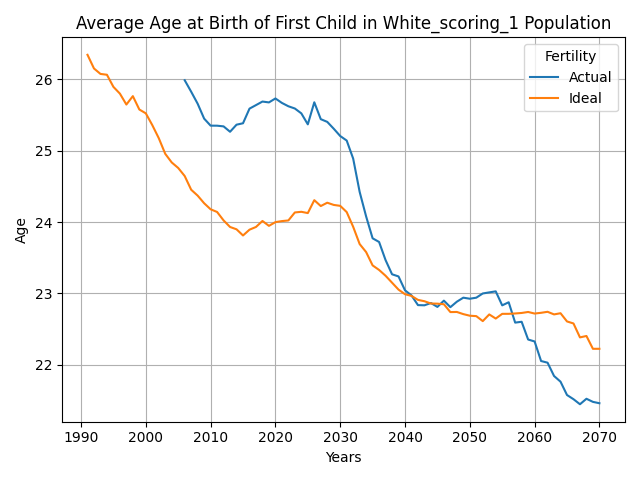 Average Age at Birth of First Child in White_scoring_1 Population
Fertility
Actual
Ideal
Age
26
25
24
23
22
1990 2000 2010 2020 2030 2040 2050 2060 2070
Years